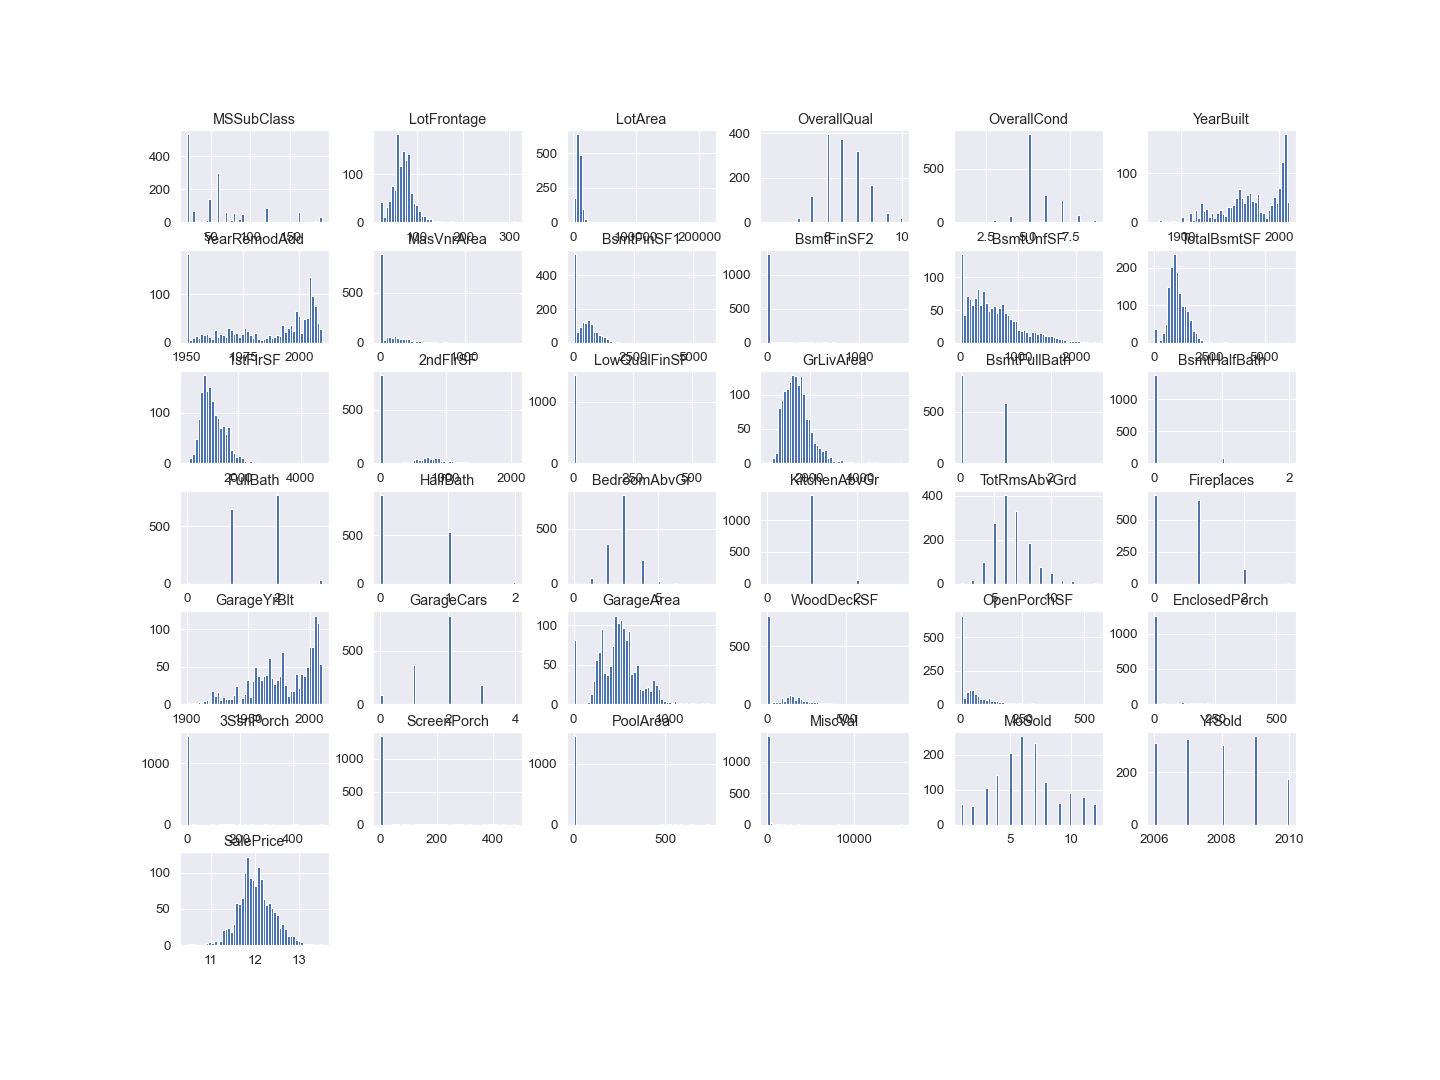 MSSubClass LotFrontage LotArea OverallQual OverallCond YearBuilt
400 200 0 100 0 500 250 0 400 200 0 500 0 100 0
50 100 150 100 200 300 0 100000 200000 5 10 2.5 5.0 7.5 1900 2000
YearRemodAdd MasVnrArea BsmtFinSF1 BsmtFinSF2 BsmtUnfSF TotalBsmtSF
100 0 500 0 400 200 0 1000 500 0 100 50 0 200 100 0
1950 1975 2000 0 1000 0 2500 5000 0 1000 0 1000 2000 0 2500 5000
1stFlrSF 2ndFlrSF LowQualFinSF GrLivArea BsmtFullBath BsmtHalfBath
100 0 500 0 1000 0 100 50 0 500 0 1000 500 0
2000 4000 0 1000 2000 0 250 500 2000 4000 0 2 0 1 2
FullBath HalfBath BedroomAbvGr KitchenAbvGr TotRmsAbvGrd Fireplaces
500 0 500 0 500 0 1000 500 0 400 200 0 500 250 0
0 2 0 1 2 0 5 0 2 5 10 0 2
GarageYrBlt GarageCars GarageArea WoodDeckSF OpenPorchSF EnclosedPorch
100 50 0 500 0 100 50 0 500 0 500 250 0 1000 500 0
1900 1950 2000 0 2 4 0 1000 0 500 0 250 500 0 250 500
3SsnPorch ScreenPorch PoolArea MiscVal MoSold YrSold
1000 0 1000 500 0 1000 0 1000 500 0 200 100 0 200 0
0 200 400 0 200 400 0 500 0 10000 5 10 2006 2008 2010
SalePrice
100
50
0
11 12 13